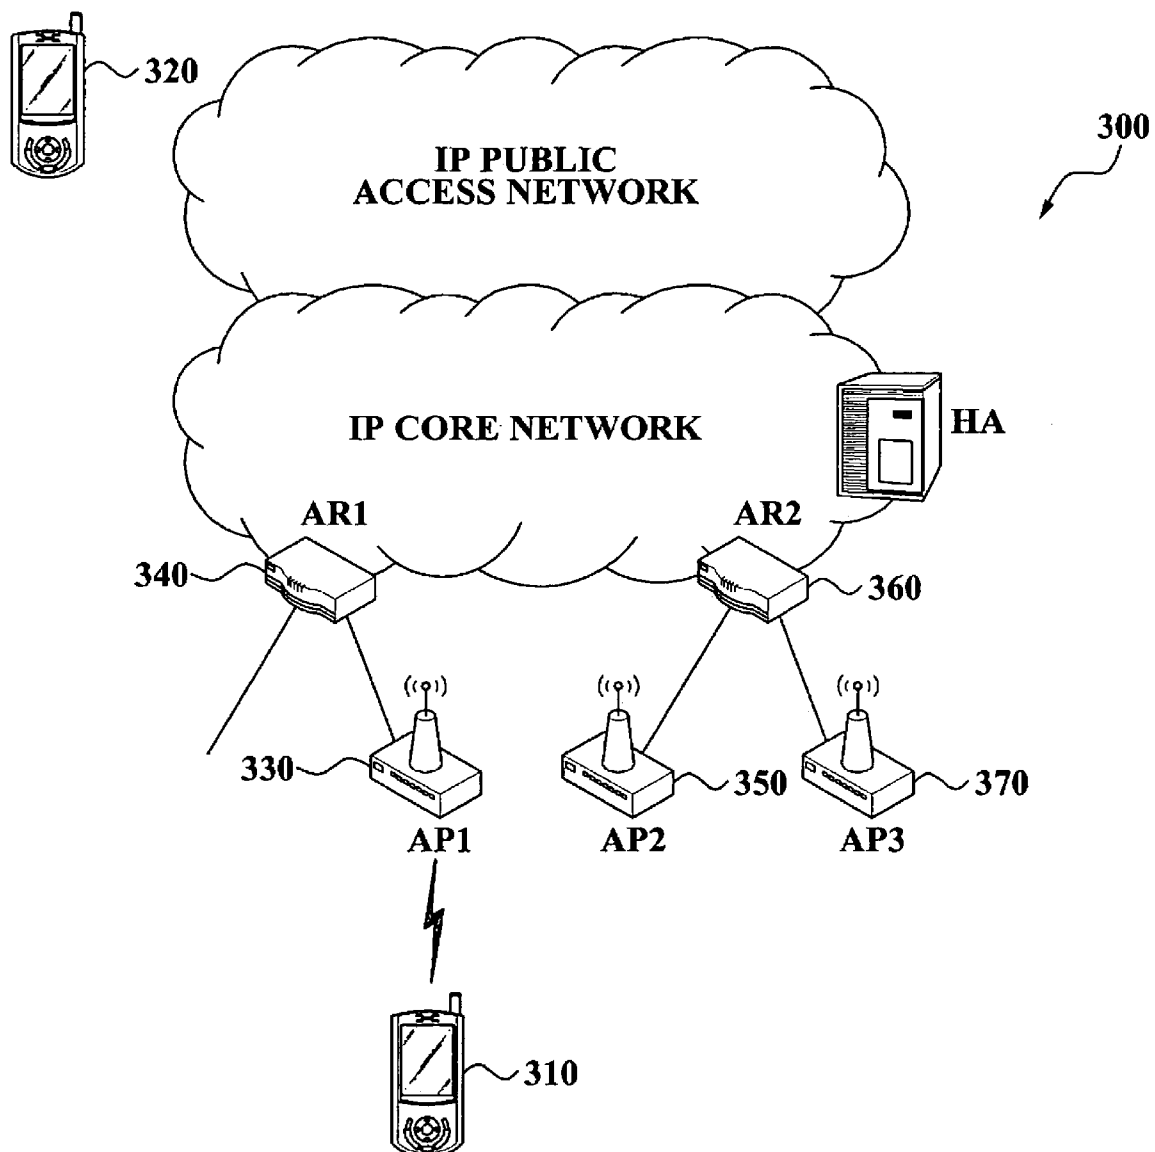 320
300
IP PUBLIC
ACCESS NETWORK
IP CORE NETWORK
HA
AR1
AR2
340
360
330
350
370
AP1
AP2
AP3
310